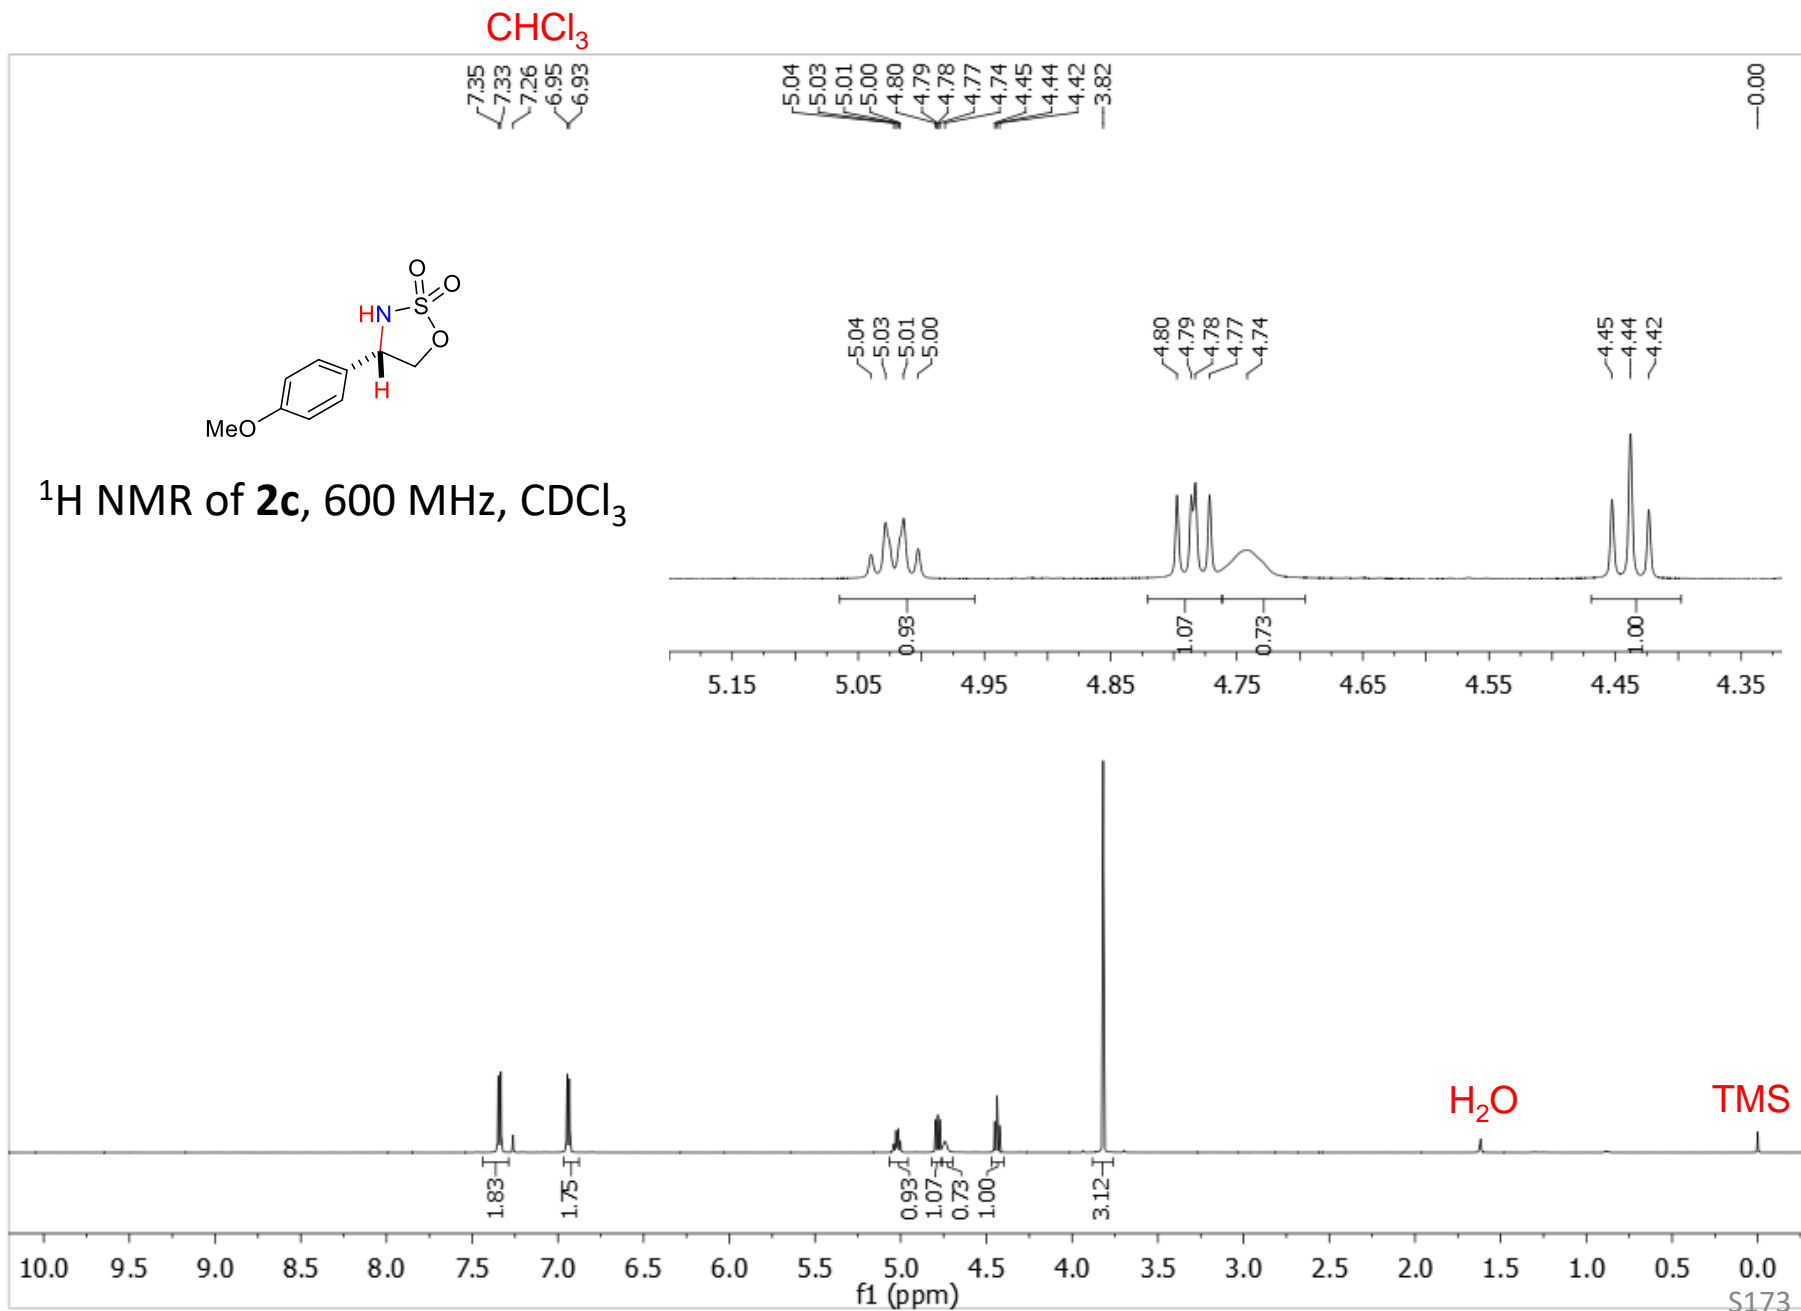 CHCl3
7.35
7.33
7.26
6.95
6.93
5.04
5.03
5.01
5.00
4.80
4.79
4.78
4.77
4.74
4.45
4.44
4.42
3.82
-0.00
O
O
HN
S
O
H
MeO
5.04
5.03
5.01
5.00
4.80
4.79
4.78
4.77
4.74
4.45
4.44
4.42
1H NMR of 2c, 600 MHz, CDCl3
0.93
1.07
0.73
1.00
5.15 5.05 4.95 4.85 4.75 4.65 4.55 4.45 4.35
H2O
TMS
1.83
1.75
0.93
1.07
0.73
1.00
3.12
10.0 9.5 9.0 8.5 8.0 7.5 7.0 6.5 6.0 5.5 5.0 4.5 4.0 3.5 3.0 2.5 2.0 1.5 1.0 0.5 0.0
f1 (ppm)
S173